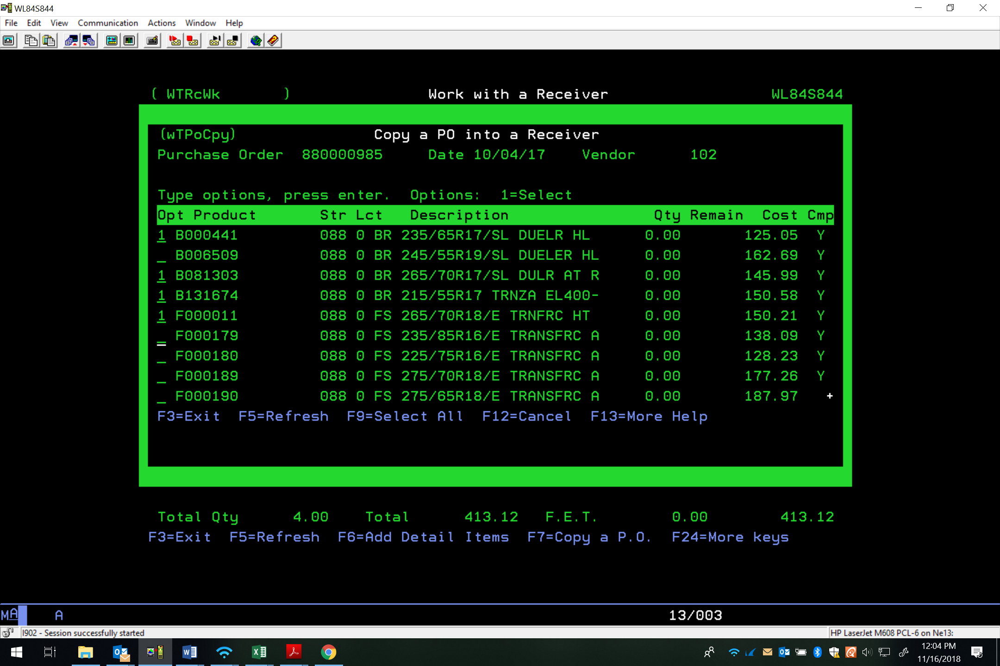 WL84S844
File Edit View Communication Actions Window Help
( WTRcWk ) Work with a Receiver WL84S844
(wTPoCpy) Copy a PO into a Receiver
Purchase Order 880000985 Date 10/04/17 Vendor 102
Type options, press enter. Options: 1=Select
Opt Product Str Lct Description Qty Remain Cost Cmp
1 B000441 088 0 BR 235/65R17/SL DUELR HL 0.00 125.05 Y
_ B006509 088 0 BR 245/55R19/SL DUELER HL 0.00 162.69 Y
1 B081303 088 0 BR 265/70R17/SL DULR AT R 0.00 145.99 Y
1 B131674 088 0 BR 215/55R17 TRNZA EL400- 0.00 150.58 Y
1 F000011 088 0 FS 265/70R18/E TRNFRC HT 0.00 150.21 Y
_ F000179 088 0 FS 235/85R16/E TRANSFRC A 0.00 138.09 Y
_ F000180 088 0 FS 225/75R16/E TRANSFRC A 0.00 128.23 Y
_ F000189 088 0 FS 275/70R18/E TRANSFRC A 0.00 177.26 Y
_ F000190 088 0 FS 275/65R18/E TRANSFRC A 0.00 187.97 +
F3=Exit F5=Refresh F9=Select All F12=Cancel F13=More Help
Total Qty 4.00 Total 413.12 F.E.T. 0.00 413.12
F3=Exit F5=Refresh F6=Add Detail Items F7=Copy a P.O. F24=More keys
MA A 13/003
I902 - Session successfully started HP LaserJet M608 PCL-6 on Ne13:
12:04 PM
11/16/2018